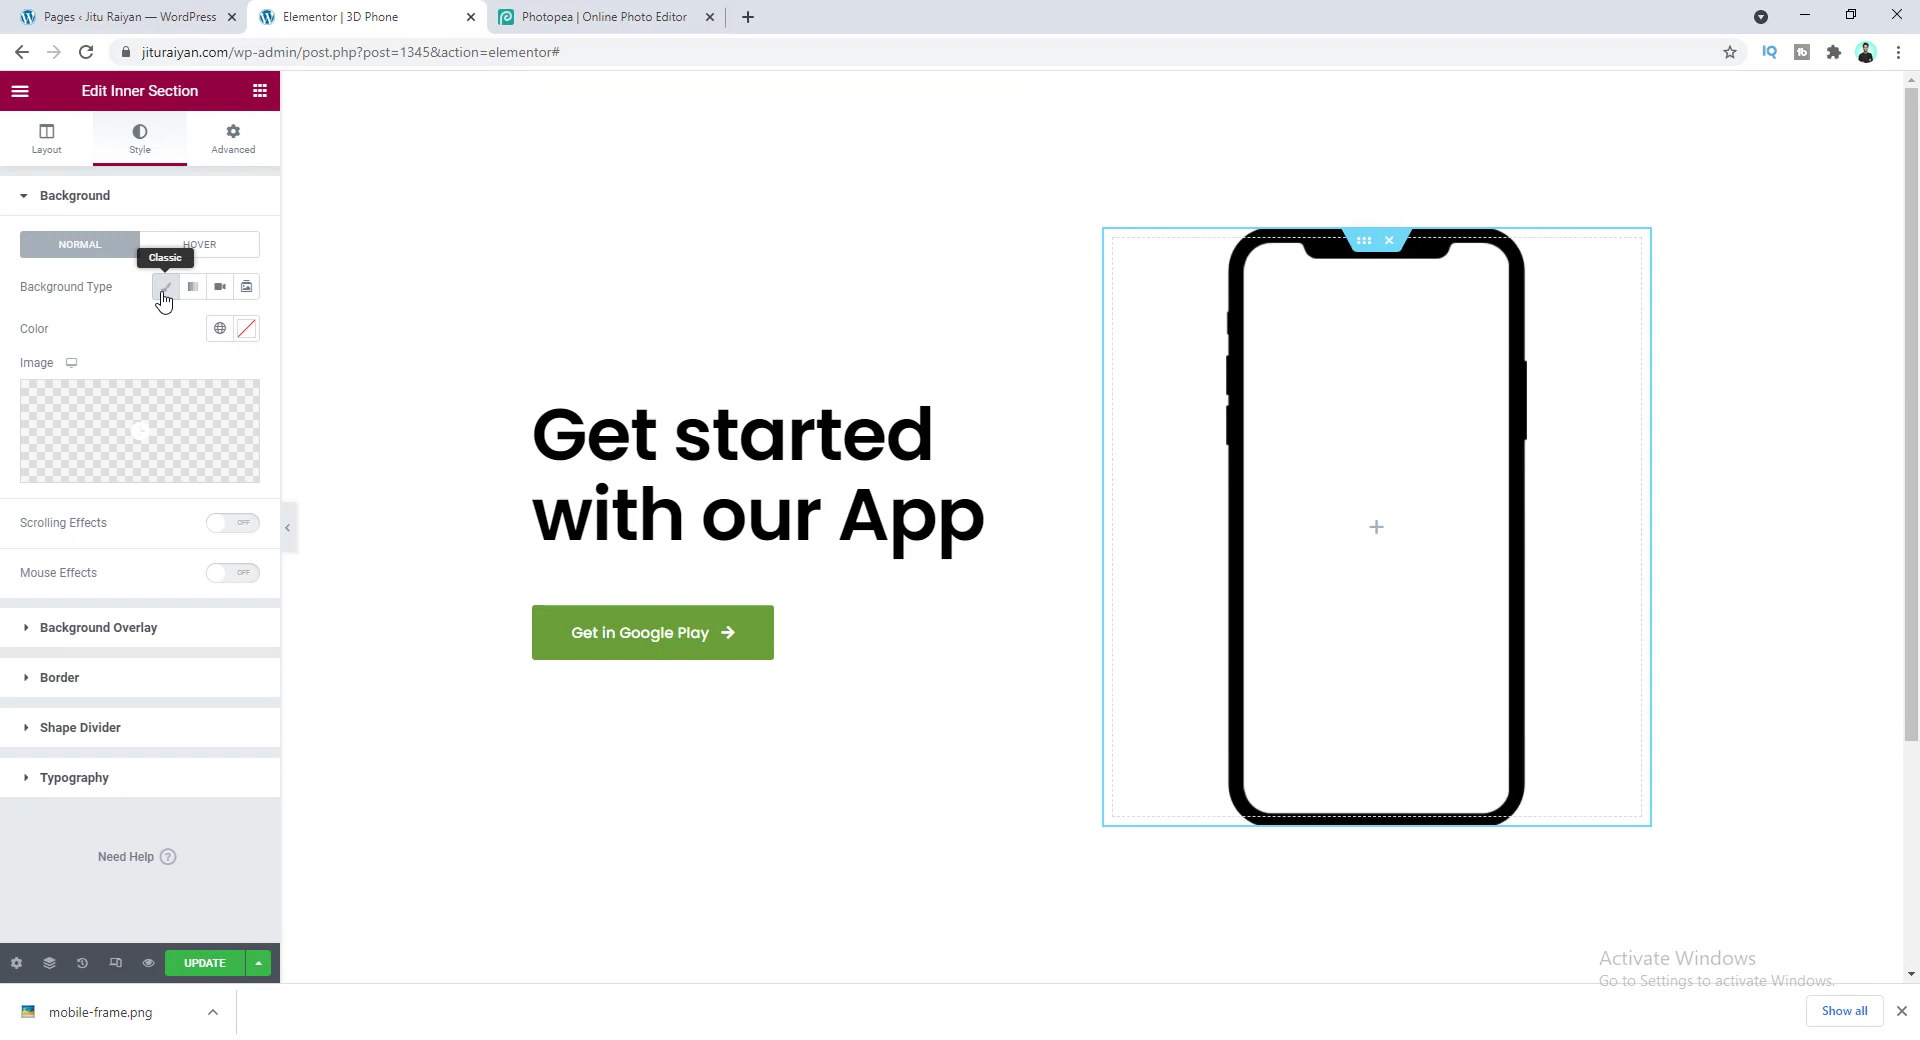 Pages ‹ Jitu Raiyan — WordPress
Elementor | 3D Phone
Photopea | Online Photo Editor
jituraiyan.com/wp-admin/post.php?post=1345&action=elementor#
Edit Inner Section
Layout
Style
Advanced
Background
NORMAL
HOVER
Classic
Background Type
Color
Image
Scrolling Effects
OFF
Mouse Effects
OFF
Background Overlay
Border
Shape Divider
Typography
Need Help
UPDATE
Get started
with our App
Get in Google Play
Activate Windows
Go to Settings to activate Windows.
mobile-frame.png
Show all